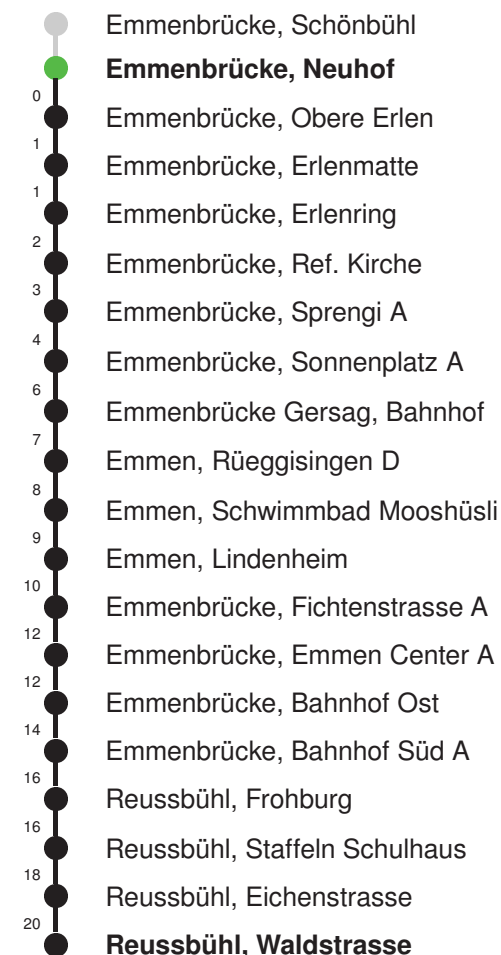 Emmenbrücke, Schönbühl
Emmenbrücke, Neuhof
0 Emmenbrücke, Obere Erlen
1 Emmenbrücke, Erlenmatte
1 Emmenbrücke, Erlenring
2 Emmenbrücke, Ref. Kirche
3 Emmenbrücke, Sprengi A
4 Emmenbrücke, Sonnenplatz A
6 Emmenbrücke Gersag, Bahnhof
7 Emmen, Rüeggisingen D
8 Emmen, Schwimmbad Mooshüsli
9 Emmen, Lindenheim
10 Emmenbrücke, Fichtenstrasse A
12 Emmenbrücke, Emmen Center A
12 Emmenbrücke, Bahnhof Ost
14 Emmenbrücke, Bahnhof Süd A
16 Reussbühl, Frohburg
16 Reussbühl, Staffeln Schulhaus
18 Reussbühl, Eichenstrasse
20 Reussbühl, Waldstrasse